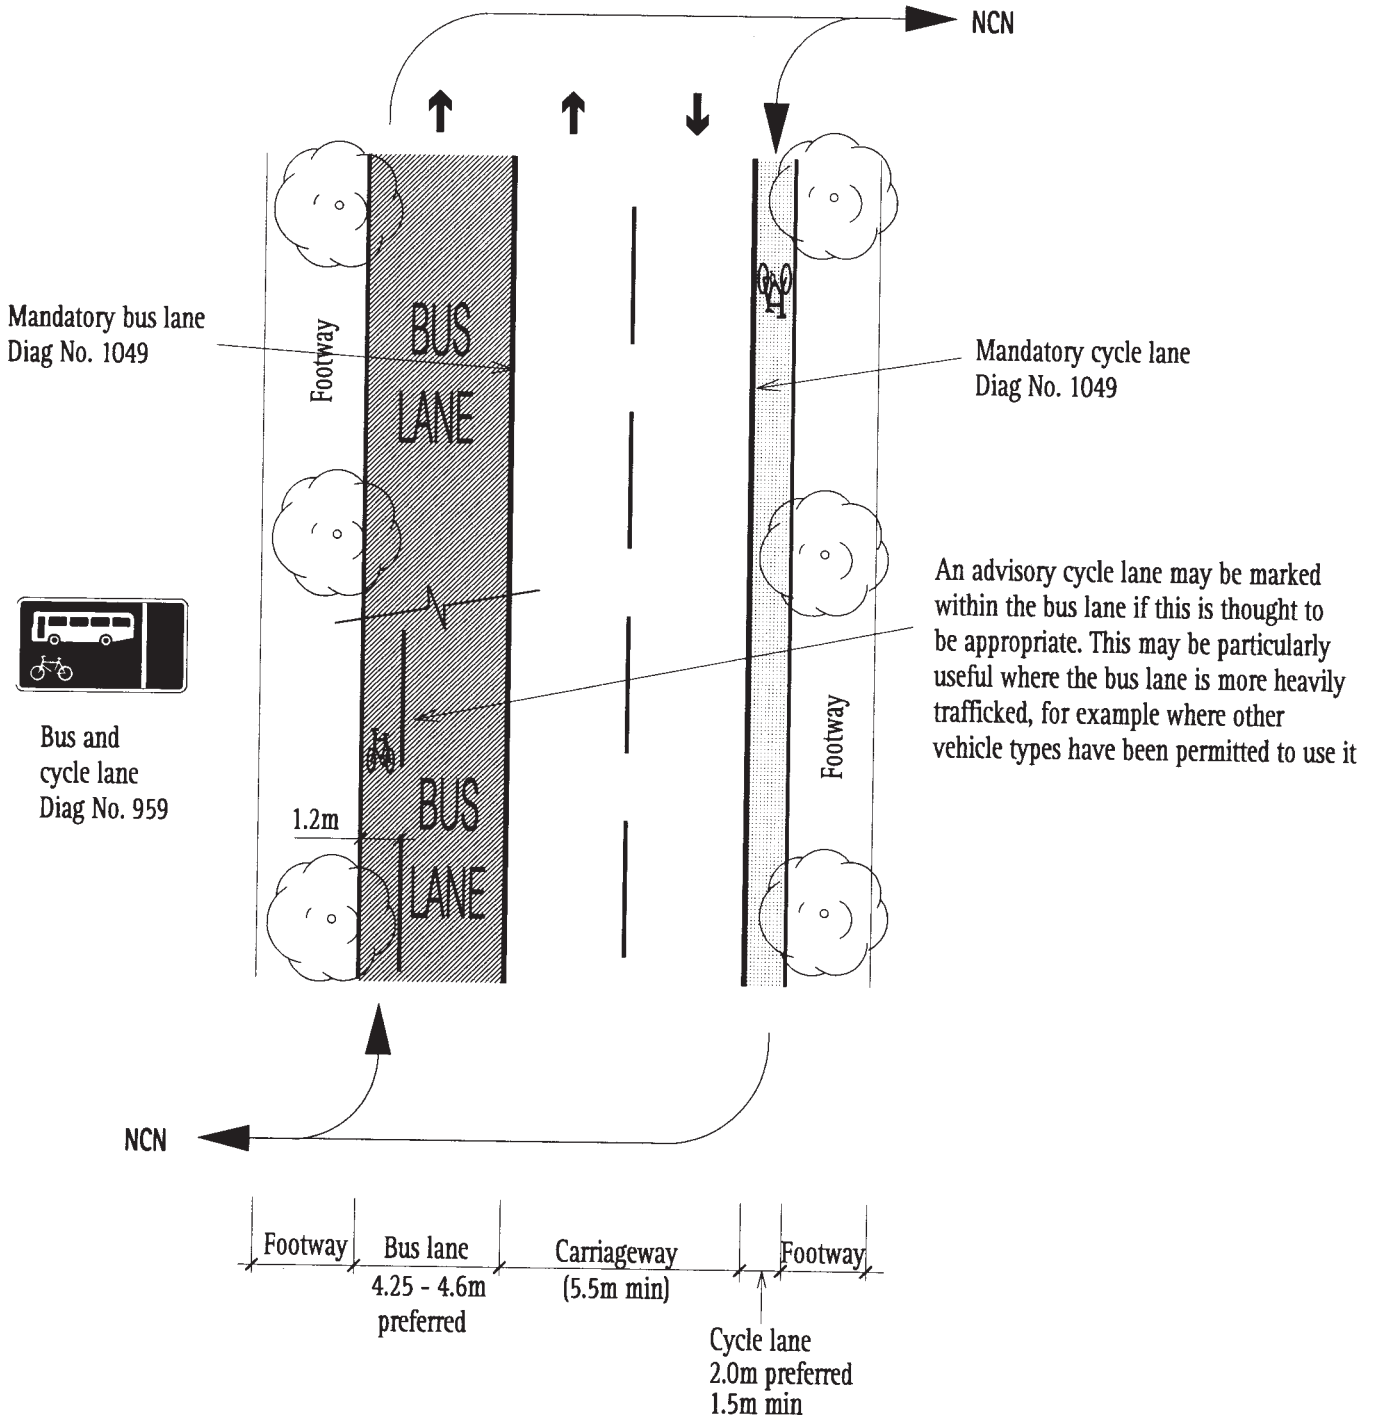 NCN
Mandatory bus lane
Diag No. 1049
Footway
BUS
LANE
Mandatory cycle lane
Diag No. 1049
An advisory cycle lane may be marked
within the bus lane if this is thought to
be appropriate. This may be particularly
useful where the bus lane is more heavily
trafficked, for example where other
vehicle types have been permitted to use it
Bus and
cycle lane
Diag No. 959
Footway
1.2m
BUS
LANE
NCN
Footway
Bus lane
4.25 - 4.6m
preferred
Carriageway
(5.5m min)
Footway
Cycle lane
2.0m preferred
1.5m min